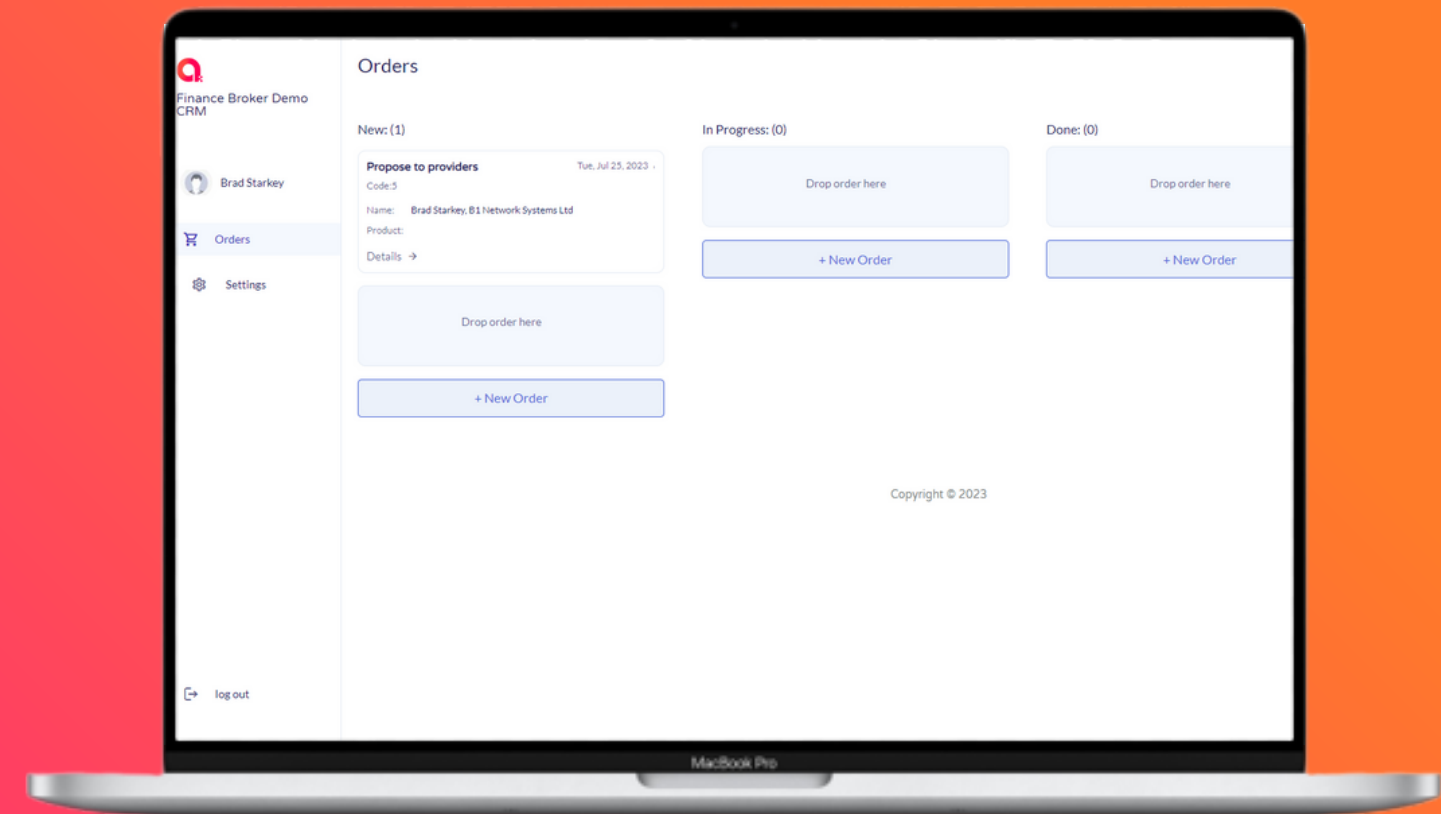 Finance Broker Demo
CRM
Brad Starkey
Orders
Settings
log out
Orders
New: (1)
Propose to providers
Tue, Jul 25, 2023
Code:5
Name: Brad Starkey, B1 Network Systems Ltd
Product:
Details →
Drop order here
+ New Order
In Progress: (0)
Drop order here
+ New Order
Done: (0)
Drop order here
+ New Order
Copyright © 2023
MacBook Pro